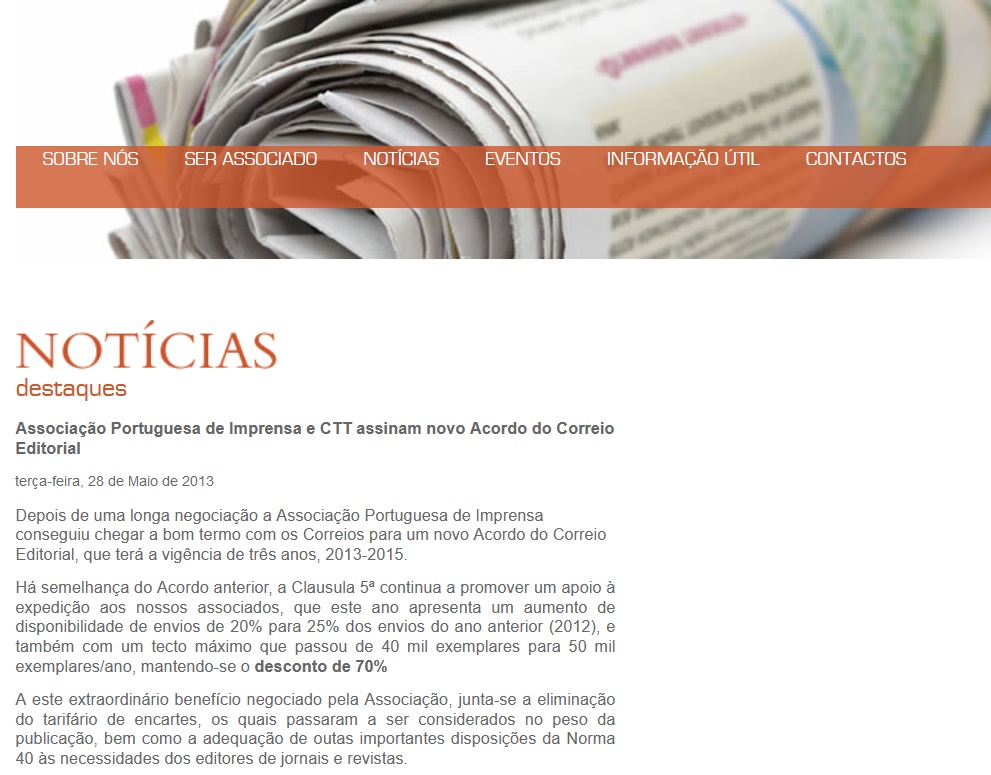 SOBRE NÓS SER ASSOCIADO NOTÍCIAS EVENTOS INFORMAÇÃO ÚTIL CONTACTOS
NOTÍCIAS
destaques
Associação Portuguesa de Imprensa e CTT assinam novo Acordo do Correio
Editorial
terça-feira, 28 de Maio de 2013
Depois de uma longa negociação a Associação Portuguesa de Imprensa
conseguiu chegar a bom termo com os Correios para um novo Acordo do Correio
Editorial, que terá a vigência de três anos, 2013-2015.
Há semelhança do Acordo anterior, a Clausula 5ª continua a promover um apoio à
expedição aos nossos associados, que este ano apresenta um aumento de
disponibilidade de envios de 20% para 25% dos envios do ano anterior (2012), e
também com um tecto máximo que passou de 40 mil exemplares para 50 mil
exemplares/ano, mantendo-se o desconto de 70%
A este extraordinário benefício negociado pela Associação, junta-se a eliminação
do tarifário de encartes, os quais passaram a ser considerados no peso da
publicação, bem como a adequação de outas importantes disposições da Norma
40 às necessidades dos editores de jornais e revistas.